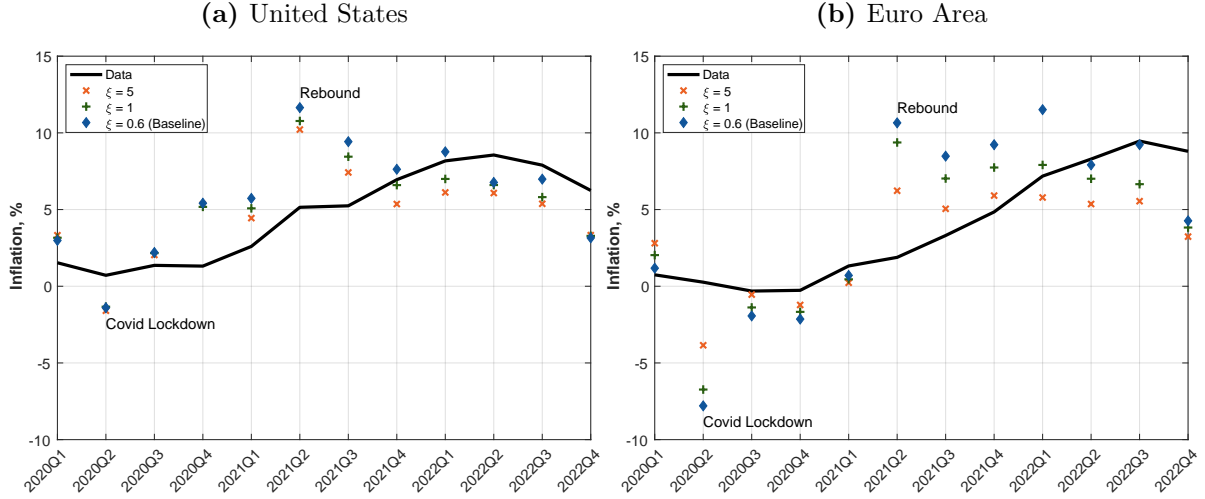 (a) United States
15
10
5
0
-5
-10
Inflation, %
Data
ξ = 5
ξ = 1
ξ = 0.6 (Baseline)
Rebound
Covid Lockdown
2020Q1
2020Q2
2020Q3
2020Q4
2021Q1
2021Q2
2021Q3
2021Q4
2022Q1
2022Q2
2022Q3
2022Q4
(b) Euro Area
15
10
5
0
-5
-10
Inflation, %
Data
ξ = 5
ξ = 1
ξ = 0.6 (Baseline)
Rebound
Covid Lockdown
2020Q1
2020Q2
2020Q3
2020Q4
2021Q1
2021Q2
2021Q3
2021Q4
2022Q1
2022Q2
2022Q3
2022Q4